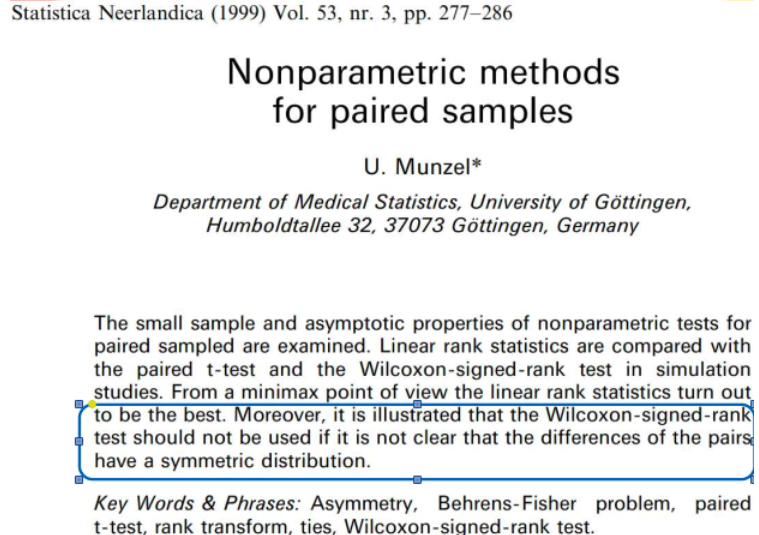 Statistica Neerlandica (1999) Vol. 53, nr. 3, pp. 277–286
Nonparametric methods
for paired samples
U. Munzel*
Department of Medical Statistics, University of Göttingen,
Humboldtallee 32, 37073 Göttingen, Germany
The small sample and asymptotic properties of nonparametric tests for
paired sampled are examined. Linear rank statistics are compared with
the paired t-test and the Wilcoxon-signed-rank test in simulation
studies. From a minimax point of view the linear rank statistics turn out
to be the best. Moreover, it is illustrated that the Wilcoxon-signed-rank
test should not be used if it is not clear that the differences of the pairs
have a symmetric distribution.
Key Words & Phrases: Asymmetry, Behrens-Fisher problem, paired
t-test, rank transform, ties, Wilcoxon-signed-rank test.